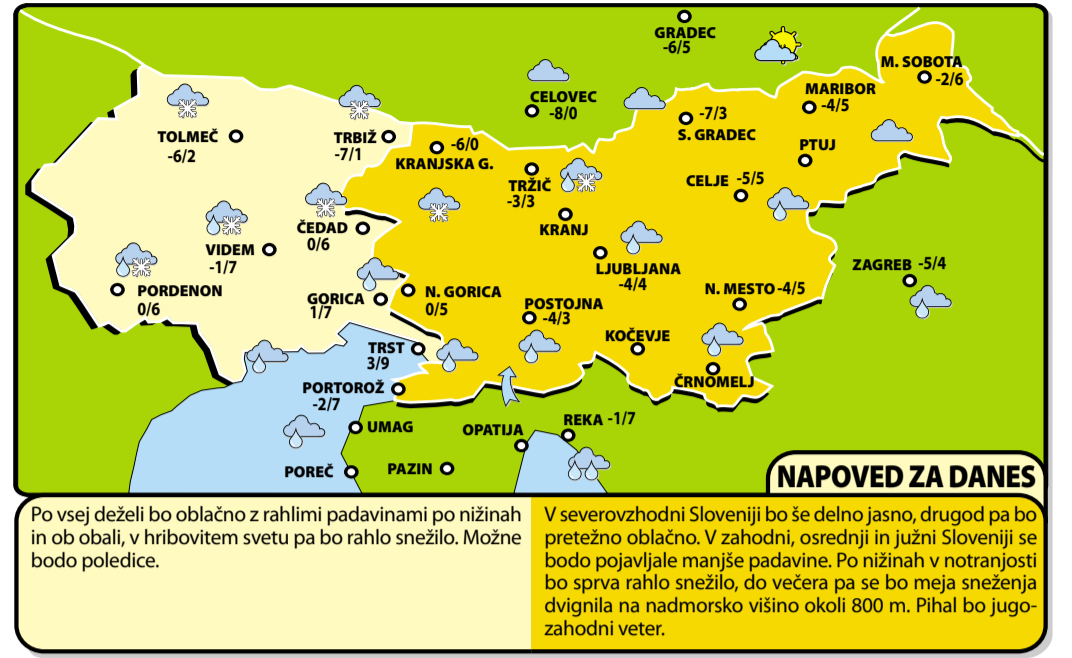 GRADEC
-6/5
M. SOBOTA
-2/6
CELOVEC
-8/0
MARIBOR
-4/5
-7/3
S. GRADEC
TOLMEČ
-6/2
TRBIŽ
-7/1
-6/0
KRANJSKA G.
PTUJ
TRŽIČ
-3/3
CELJE -5/5
KRANJ
ČEDAD
0/6
VIDEM
-1/7
LJUBLJANA
-4/4
ZAGREB -5/4
PORDENON
0/6
GORICA
1/7
N. GORICA
0/5
POSTOJNA
-4/3
N. MESTO -4/5
KOČEVJE
TRST
3/9
ČRNOMELJ
PORTOROŽ
-2/7
UMAG
OPATIJA
REKA -1/7
POREČ
PAZIN
NAPOVED ZA DANES
Po vsej deželi bo oblačno z rahlimi padavinami po nižinah
in ob obali, v hribovitem svetu pa bo rahlo snežilo. Možne
bodo poledice.
V severovzhodni Sloveniji bo še delno jasno, drugod pa bo
pretežno oblačno. V zahodni, osrednji in južni Sloveniji se
bodo pojavljale manjše padavine. Po nižinah v notranjosti
bo sprva rahlo snežilo, do večera pa se bo meja sneženja
dvignila na nadmorsko višino okoli 800 m. Pihal bo jugo-
zahodni veter.